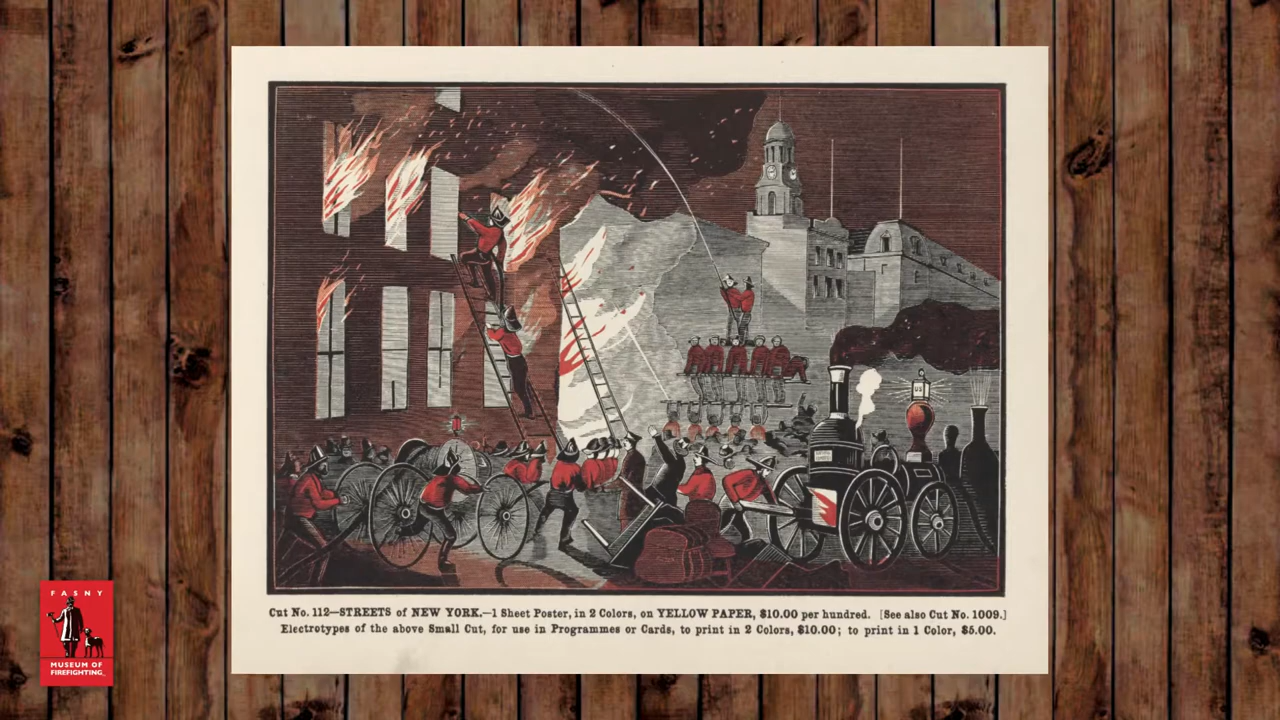 Cut No. 112—STREETS of NEW YORK.—1 Sheet Poster, in 2 Colors, on YELLOW PAPER, $10.00 per hundred. [See also Cut No. 1009.]
Electrotypes of the above Small Cut, for use in Programmes or Cards, to print in 2 Colors, $10.00; to print in 1 Color, $5.00.
FASNY
MUSEUM OF
FIREFIGHTING